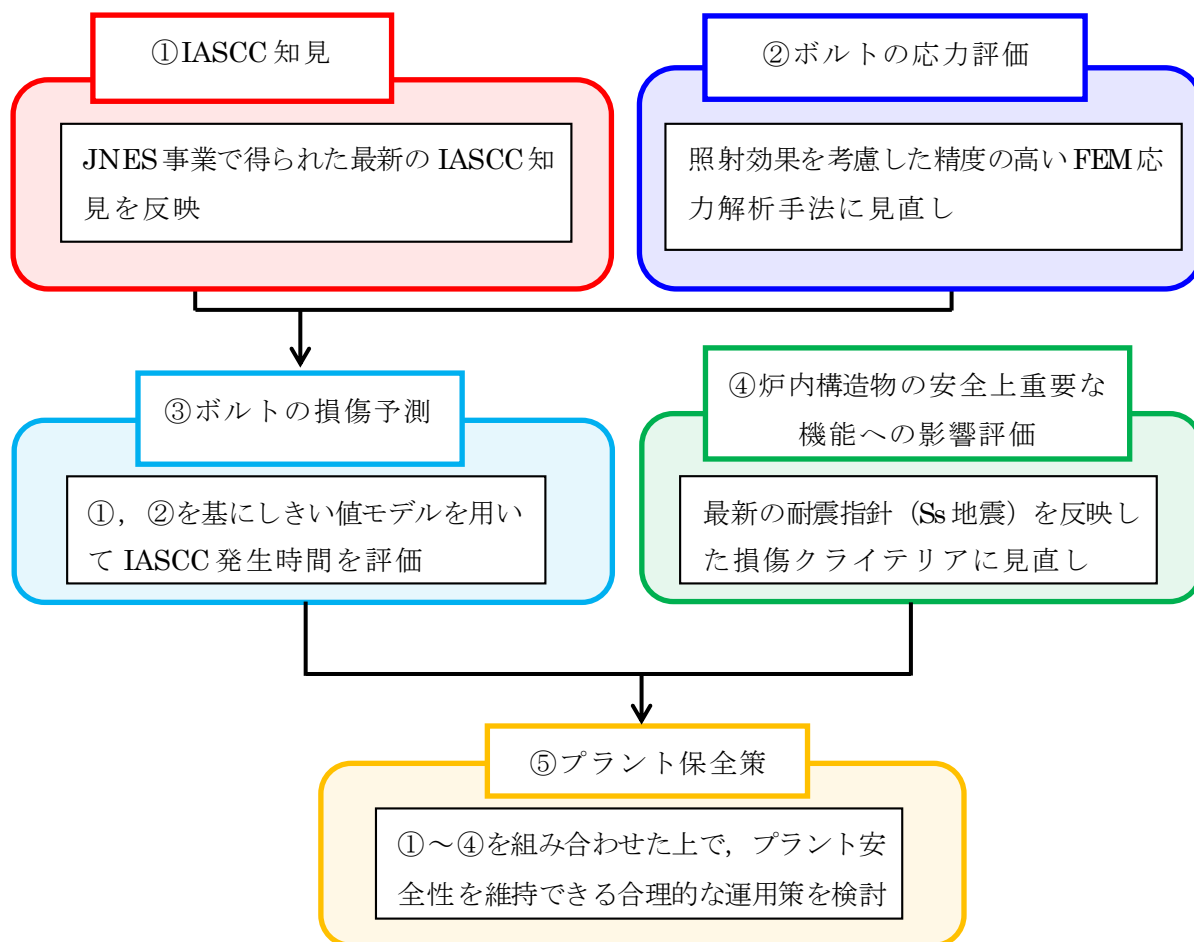 ①IASCC 知見
JNES 事業で得られた最新の IASCC 知
見を反映
②ボルトの応力評価
照射効果を考慮した精度の高い FEM 応
力解析手法に見直し
③ボルトの損傷予測
①，②を基にしきい値モデルを用い
て IASCC 発生時間を評価
④炉内構造物の安全上重要な
機能への影響評価
最新の耐震指針（Ss 地震）を反映し
た損傷クライテリアに見直し
⑤プラント保全策
①～④を組み合わせた上で，プラント安
全性を維持できる合理的な運用策を検討